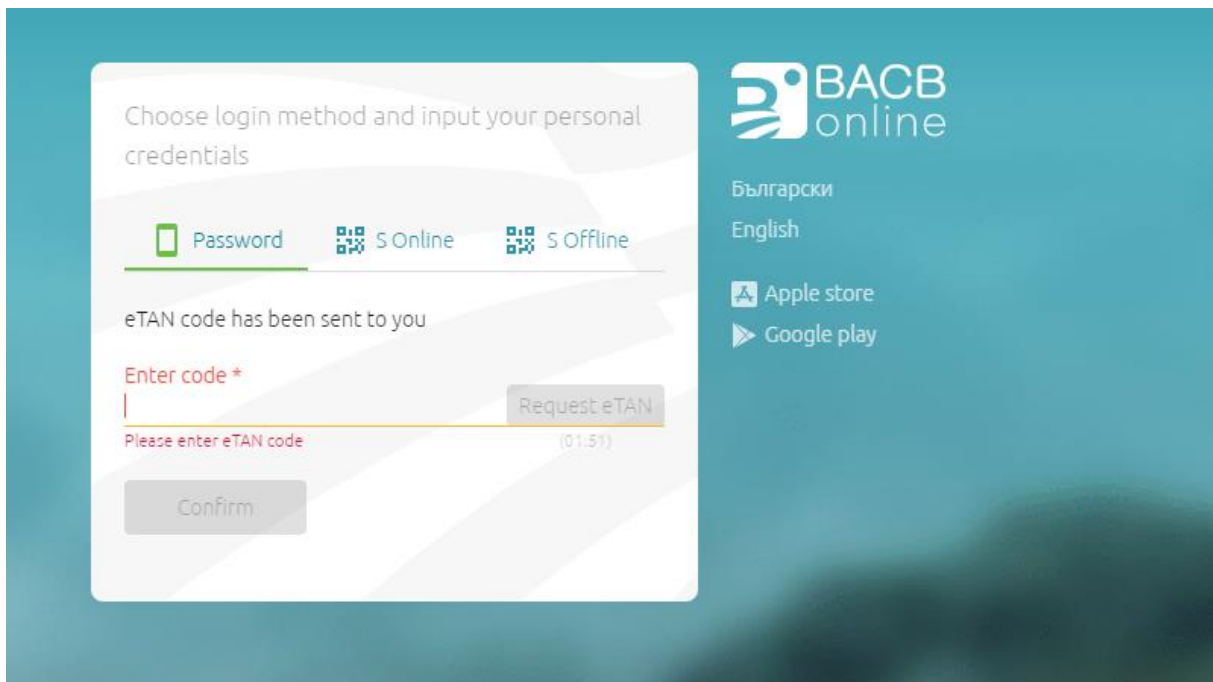 Choose login method and input your personal
credentials
Password
S Online
S Offline
eTAN code has been sent to you
Enter code *
Request eTAN
Please enter eTAN code
(01:51)
Confirm
BACB
online
Български
English
Apple store
Google play